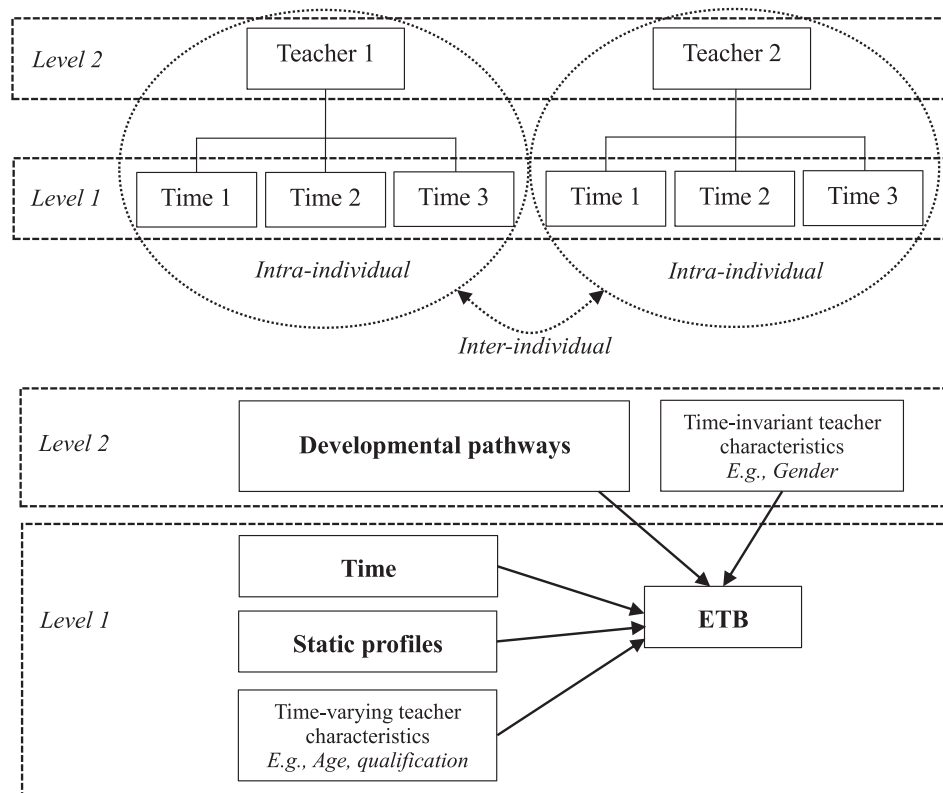 Level 2
Teacher 1
Teacher 2
Level 1
Time 1
Time 2
Time 3
Time 1
Time 2
Time 3
Intra-individual
Intra-individual
Inter-individual
Level 2
Developmental pathways
Time-invariant teacher
characteristics
E.g., Gender
Level 1
Time
ETB
Static profiles
Time-varying teacher
characteristics
E.g., Age, qualification